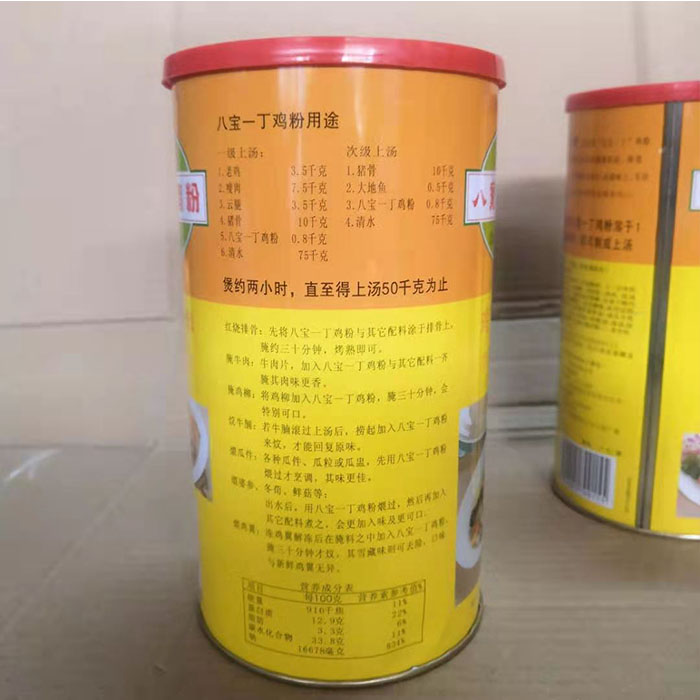 八宝一丁鸡粉用途
一级上汤： 次级上汤
1.老鸡 3.5千克 1.猪骨 10千克
2.瘦肉 7.5千克 2.大地鱼 0.5千克
3.云腿 3.5千克 3.八宝一丁鸡粉 0.8千克
4.猪骨 10千克 4.清水 75千克
5.八宝一丁鸡粉 0.8千克
6.清水 75千克
煲约两小时，直至得上汤50千克为止
红烧排骨：先将八宝一丁鸡粉与其它配料涂于排骨上，
腌约三十分钟，烤熟即可。
腌牛肉：牛肉片，加入八宝一丁鸡粉与其它配料一齐
腌其肉味更香。
腌鸡柳：将鸡柳加入八宝一丁鸡粉，腌三十分钟，会
特别可口。
炆牛腩：若牛腩滚过上汤后，捞起加入八宝一丁鸡粉
来炆，才能回复原味。
煨瓜件：各种瓜件、瓜粒或瓜盅，先用八宝一丁鸡粉
煨过才烹调，其味更佳。
婆参、冬菇、鲜菇等：
出水后，用八宝一丁鸡粉煨过，然后再加入
其它配料煮之，会更加入味及更可口。
鸡翼：准鸡翼解冻后在腌料之中加入八宝一丁鸡粉，
腌三十分钟才炆，其雪藏味则可去除，口味
与新鲜鸡翼无异。
营养成分表
项目 每100克 营养素参考值%
能量 910千焦 11%
蛋白质 12.9克 22%
脂肪 3.3克 6%
碳水化合物 33.8克 11%
钠 16678毫克 834%
粉
八